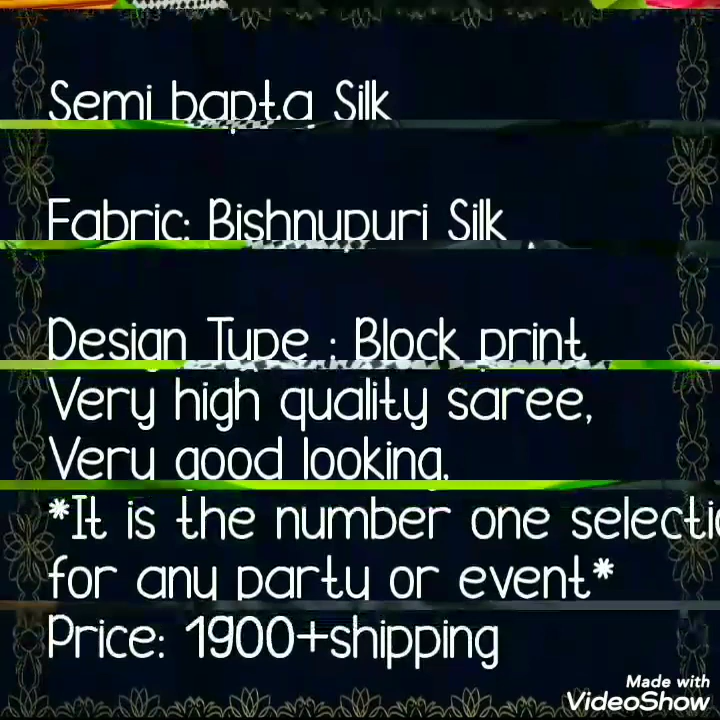 Semi bapta Silk
Fabric: Bishnupuri Silk
Design Type : Block print
Very high quality saree,
Very good looking.
*It is the number one selectio
for any party or event*
Price: 1900+shipping
Made with
VideoShow